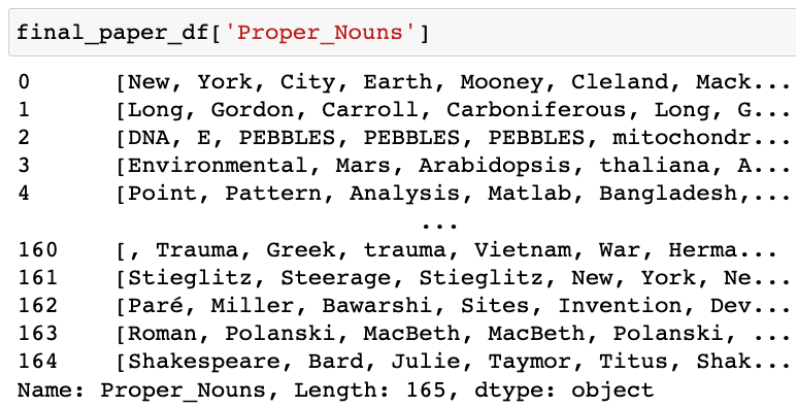 final_paper_df['Proper_Nouns']
0 [New, York, City, Earth, Mooney, Cleland, Mack...
1 [Long, Gordon, Carroll, Carboniferous, Long, G...
2 [DNA, E, PEBBLES, PEBBLES, PEBBLES, mitochondr...
3 [Environmental, Mars, Arabidopsis, thaliana, A...
4 [Point, Pattern, Analysis, Matlab, Bangladesh,...
...
160 [, Trauma, Greek, trauma, Vietnam, War, Herma...
161 [Stieglitz, Steerage, Stieglitz, New, York, Ne...
162 [Paré, Miller, Bawarshi, Sites, Invention, Dev...
163 [Roman, Polanski, MacBeth, MacBeth, Polanski, ...
164 [Shakespeare, Bard, Julie, Taymor, Titus, Shak...
Name: Proper_Nouns, Length: 165, dtype: object